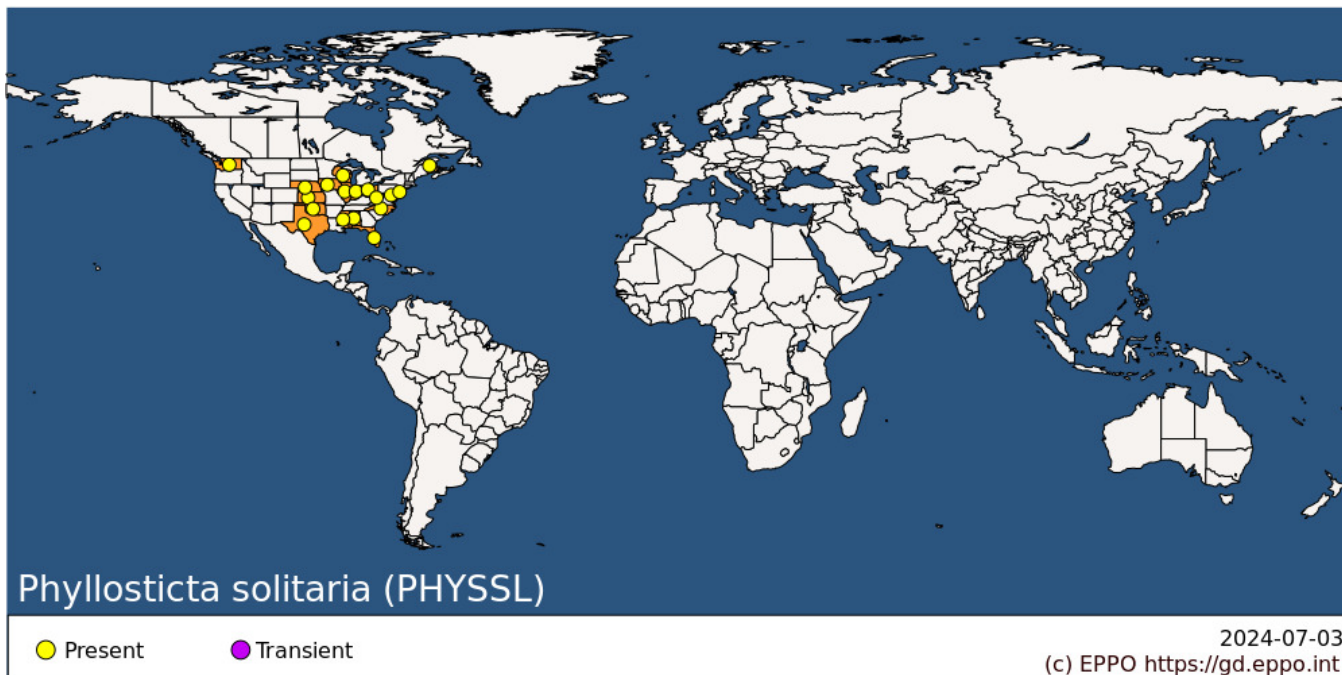 Phyllosticta solitaria (PHYSSL)
Present
Transient
2024-07-03
(c) EPPO https://gd.eppo.int